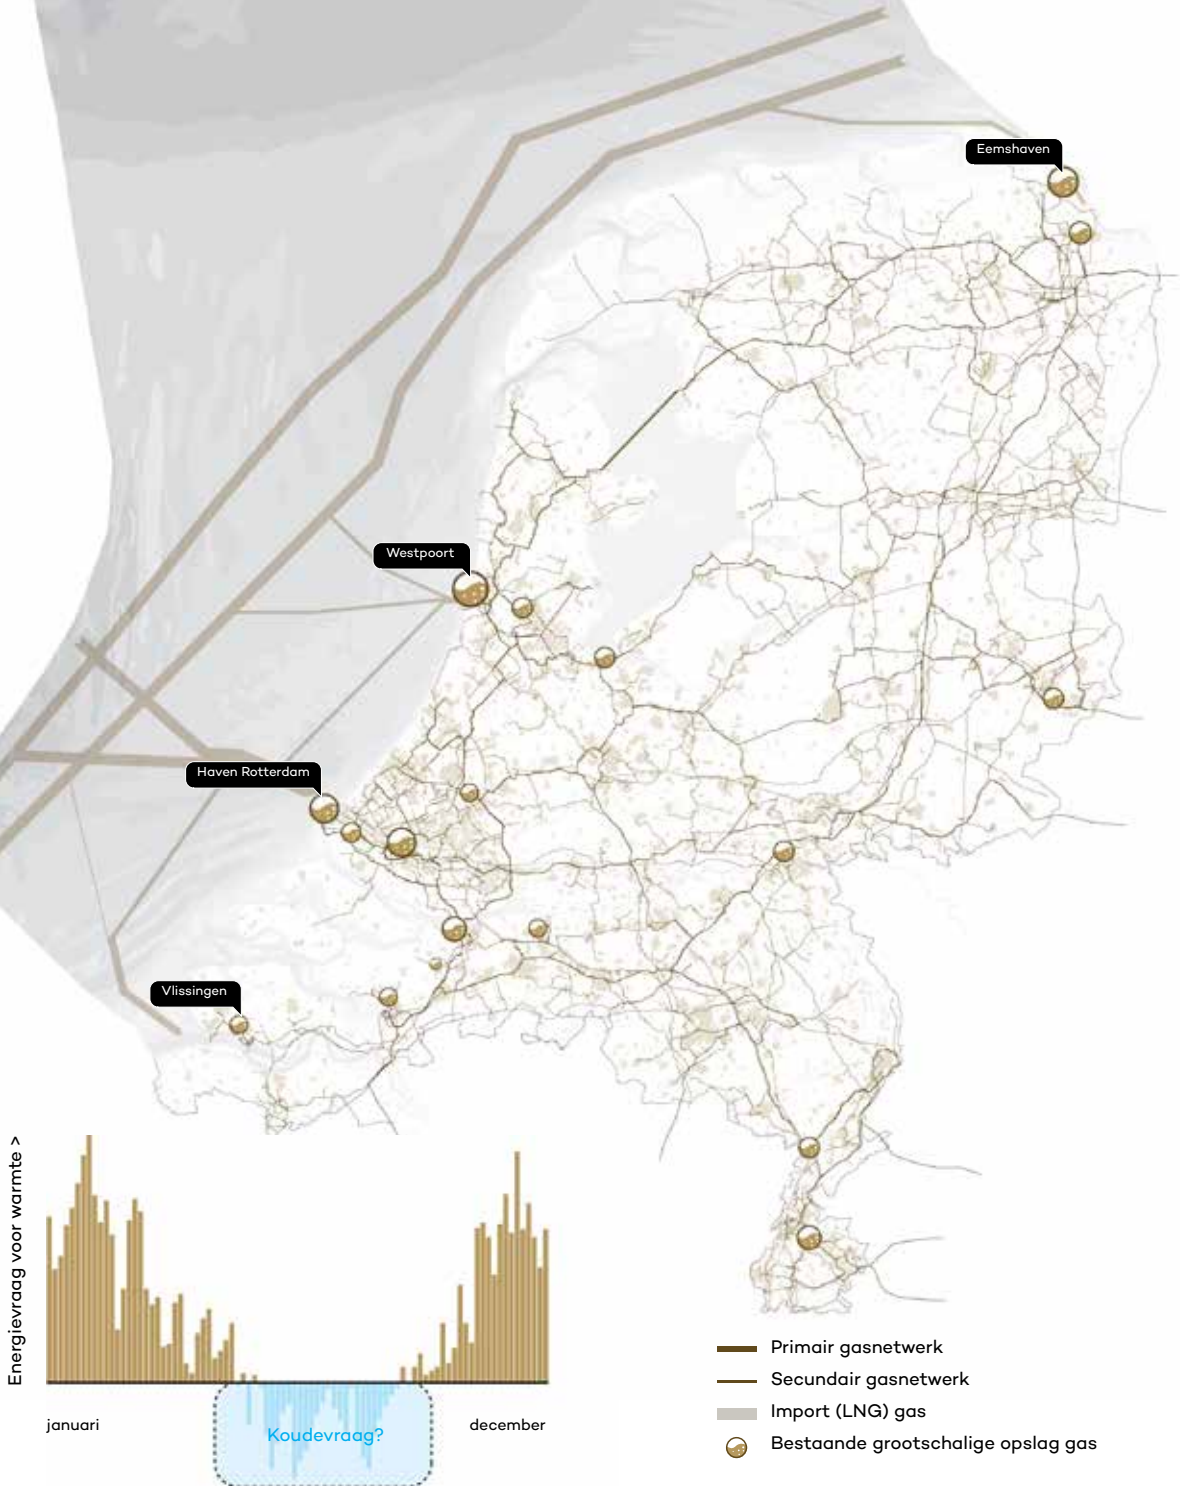 Eemshaven
Westpoort
Haven Rotterdam
Vlissingen
Energievraag voor warmte >
januari
december
Koudevraag?
Primair gasnetwerk
Secundair gasnetwerk
Import (LNG) gas
Bestaande grootschalige opslag gas